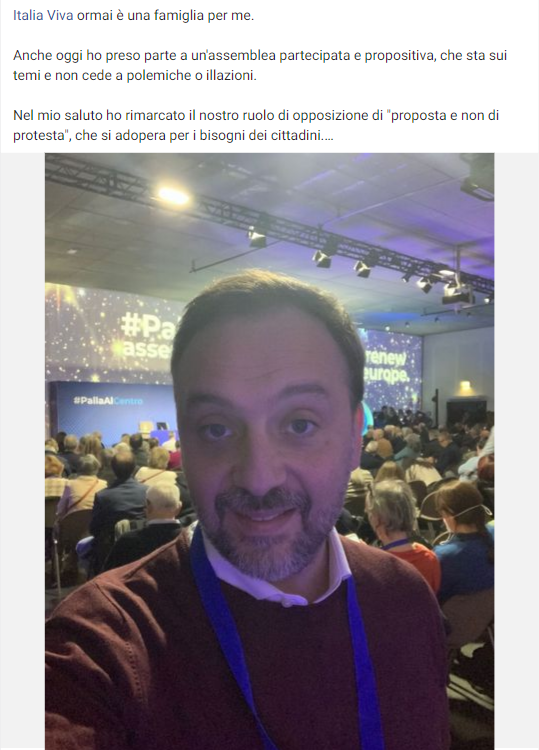 Italia Viva ormai è una famiglia per me.
Anche oggi ho preso parte a un'assemblea partecipata e propositiva, che sta sui
temi e non cede a polemiche o illazioni.
Nel mio saluto ho rimarcato il nostro ruolo di opposizione di "proposta e non di
protesta", che si adopera per i bisogni dei cittadini....
#Pa
asse
renew
europe.
#PallaAlCentro